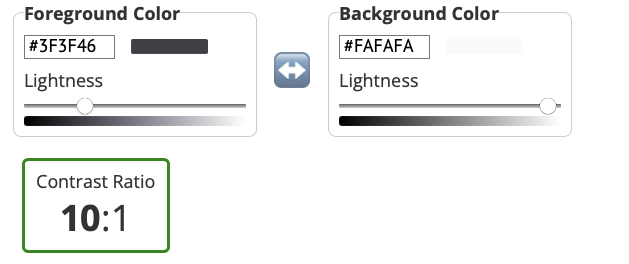 Foreground Color
#3F3F46
Lightness
Background Color
#FAFAFA
Lightness
Contrast Ratio
10:1